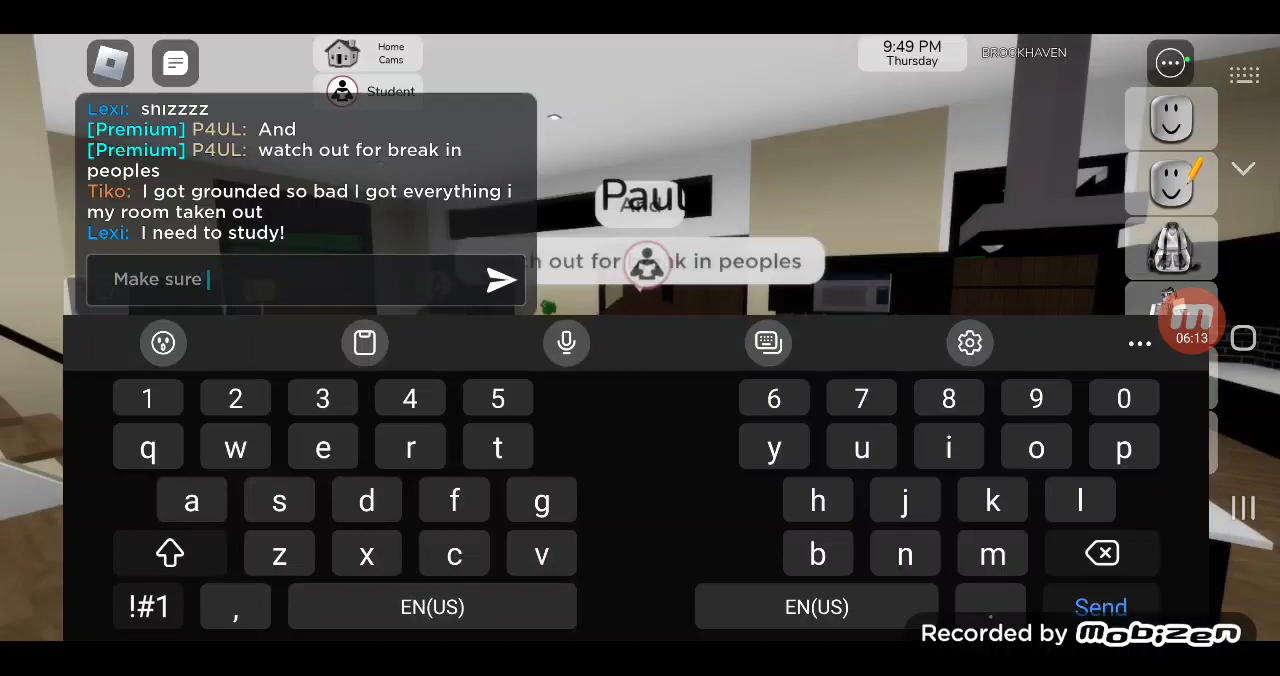 Home
Cams
Student
9:49 PM
Thursday
BROOKHAVEN
Lexi: shizzzz
[Premium] P4UL: And
[Premium] P4UL: watch out for break in
peoples
Tiko: I got grounded so bad I got everything i
my room taken out
Lexi: I need to study!
Make sure
Paul
And
h out for break in peoples
06:13
1 2 3 4 5 6 7 8 9 0
q w e r t y u i o p
a s d f g h j k l
z x c v b n m
!#1 , EN(US) EN(US) . Send
Recorded by mobizen